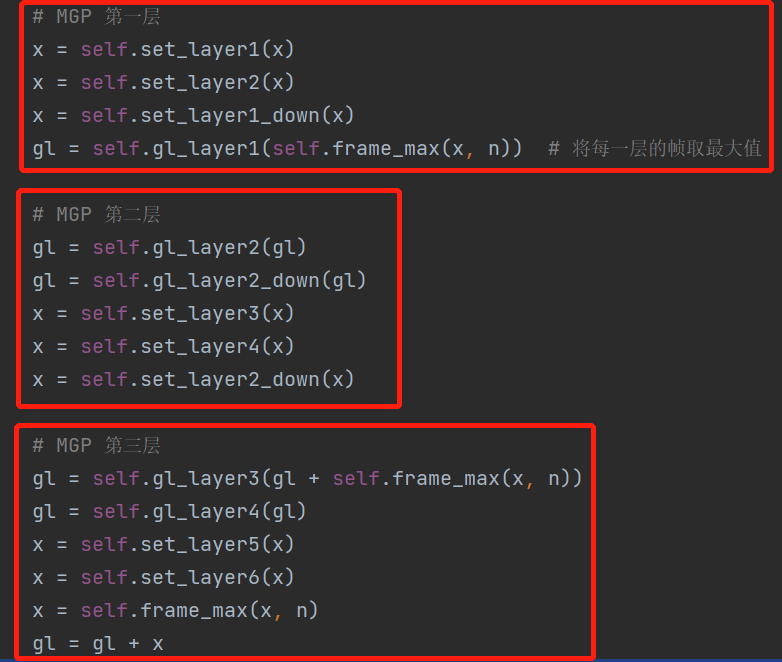 # MGP 第一层
x = self.set_layer1(x)
x = self.set_layer2(x)
x = self.set_layer1_down(x)
gl = self.gl_layer1(self.frame_max(x, n))  # 将每一层的帧取最大值
# MGP 第二层
gl = self.gl_layer2(gl)
gl = self.gl_layer2_down(gl)
x = self.set_layer3(x)
x = self.set_layer4(x)
x = self.set_layer2_down(x)
# MGP 第三层
gl = self.gl_layer3(gl + self.frame_max(x, n))
gl = self.gl_layer4(gl)
x = self.set_layer5(x)
x = self.set_layer6(x)
x = self.frame_max(x, n)
gl = gl + x